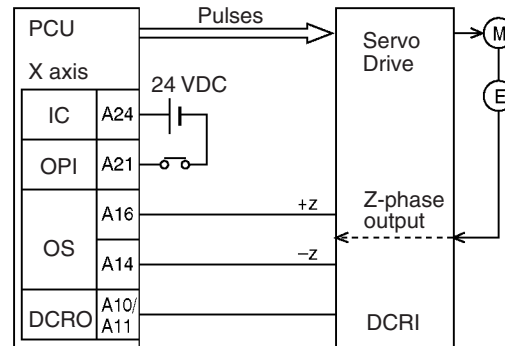 PCU
Pulses
Servo
Drive
M
X axis
24 VDC
IC
A24
E
OPI
A21
A16
+z
Z-phase
output
OS
A14
−z
DCRO
A10/
A11
DCRI